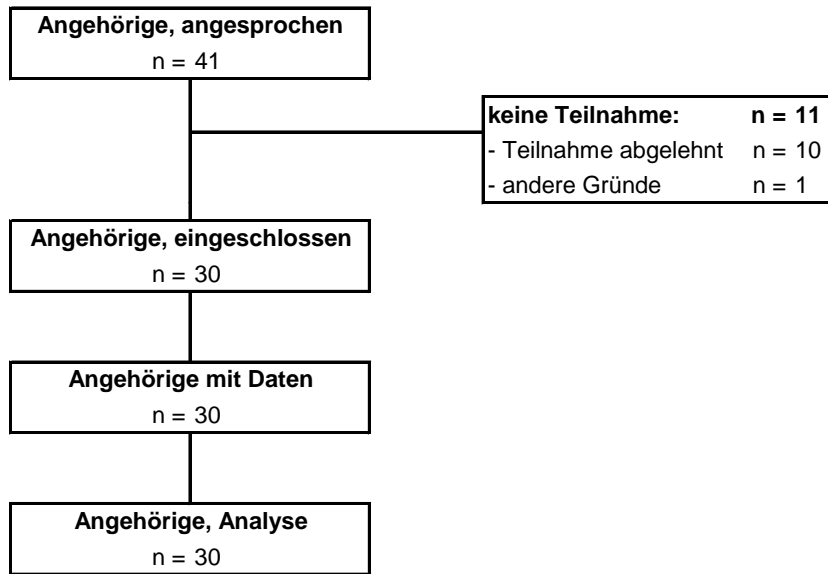 Angehörige, angesprochen
n = 41
keine Teilnahme: n = 11
- Teilnahme abgelehnt n = 10
- andere Gründe n = 1
Angehörige, eingeschlossen
n = 30
Angehörige mit Daten
n = 30
Angehörige, Analyse
n = 30